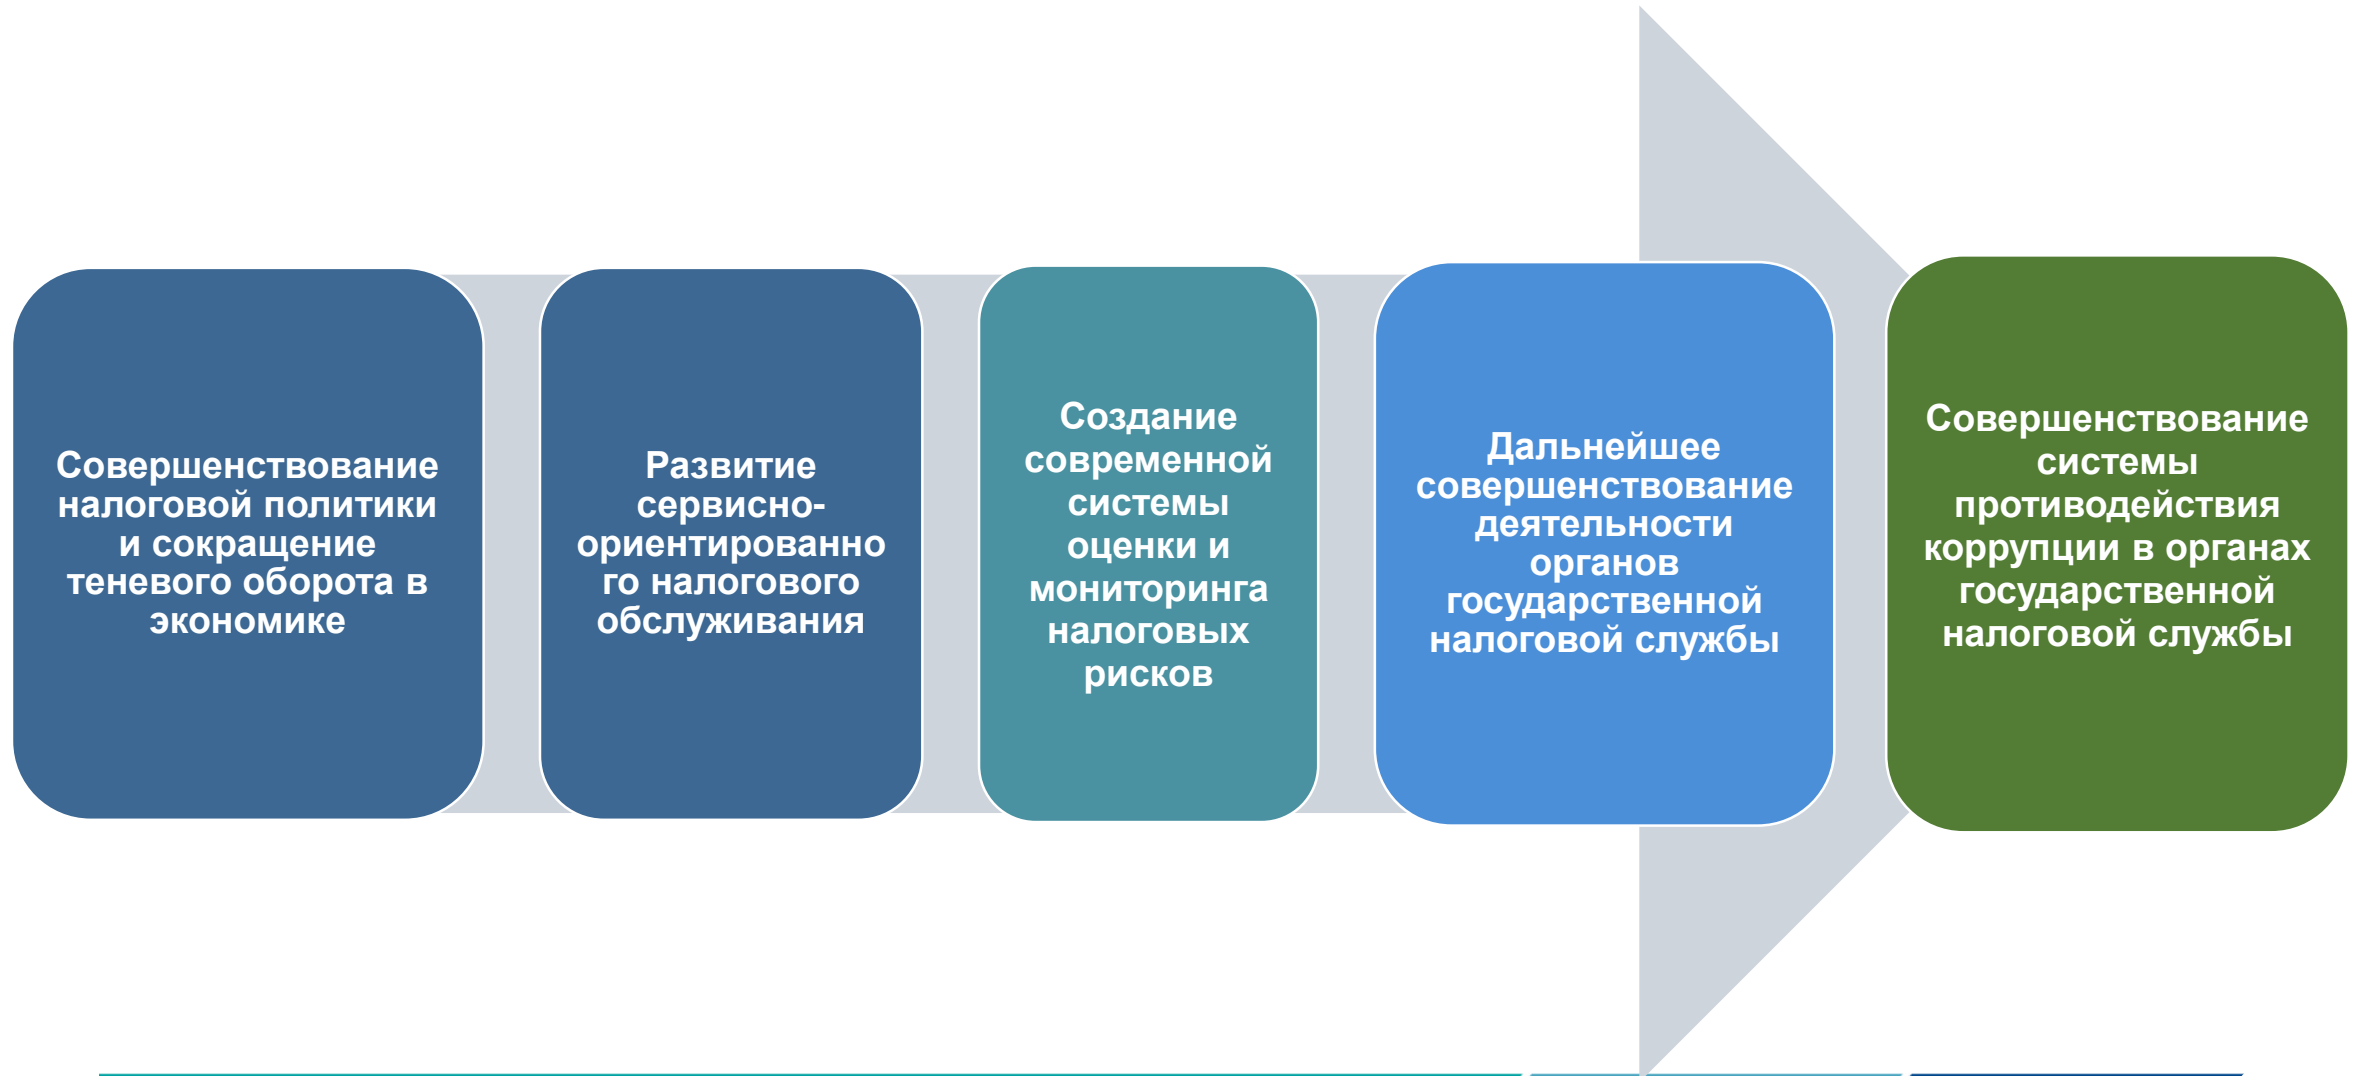 Совершенствование
налоговой политики
и сокращение
теневого оборота в
экономике
Развитие
сервисно-
ориентированно
го налогового
обслуживания
Создание
современной
системы
оценки и
мониторинга
налоговых
рисков
Дальнейшее
совершенствование
деятельности
органов
государственной
налоговой службы
Совершенствование
системы
противодействия
коррупции в органах
государственной
налоговой службы